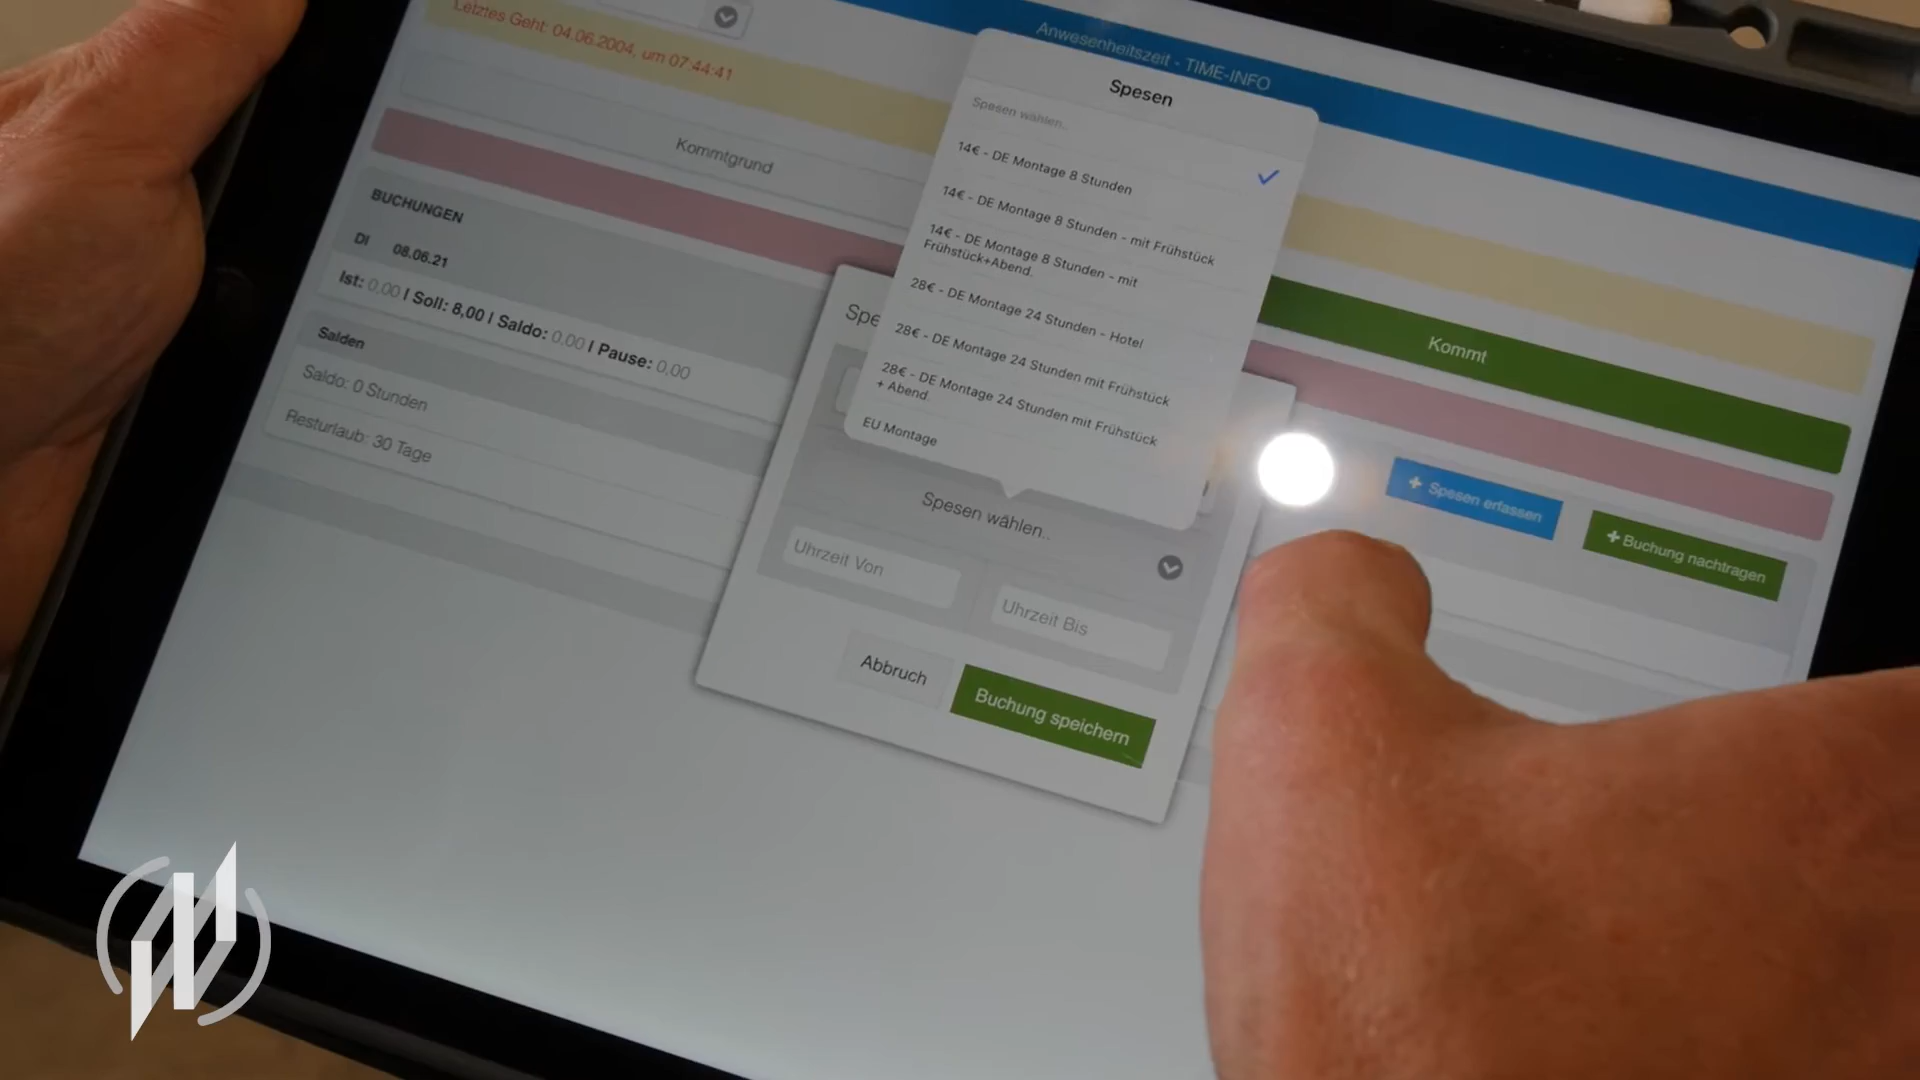 Letztes Geht: 04.06.2004, um 07:44:41
Anwesenheitszeit - TIME-INFO
Kommtgrund
Kommt
BUCHUNGEN
DI 08.06.21
Ist: 0,00 | Soll: 8,00 | Saldo: 0,00 | Pause: 0,00
Salden
Saldo: 0 Stunden
Resturlaub: 30 Tage
+ Spesen erfassen
+ Buchung nachtragen
Spesen
Spesen wählen..
14€ - DE Montage 8 Stunden
14€ - DE Montage 8 Stunden - mit Frühstück
14€ - DE Montage 8 Stunden - mit
Frühstück+Abend.
28€ - DE Montage 24 Stunden - Hotel
28€ - DE Montage 24 Stunden mit Frühstück
28€ - DE Montage 24 Stunden mit Frühstück
+ Abend
EU Montage
Spesen wählen..
Uhrzeit Von
Uhrzeit Bis
Abbruch
Buchung speichern